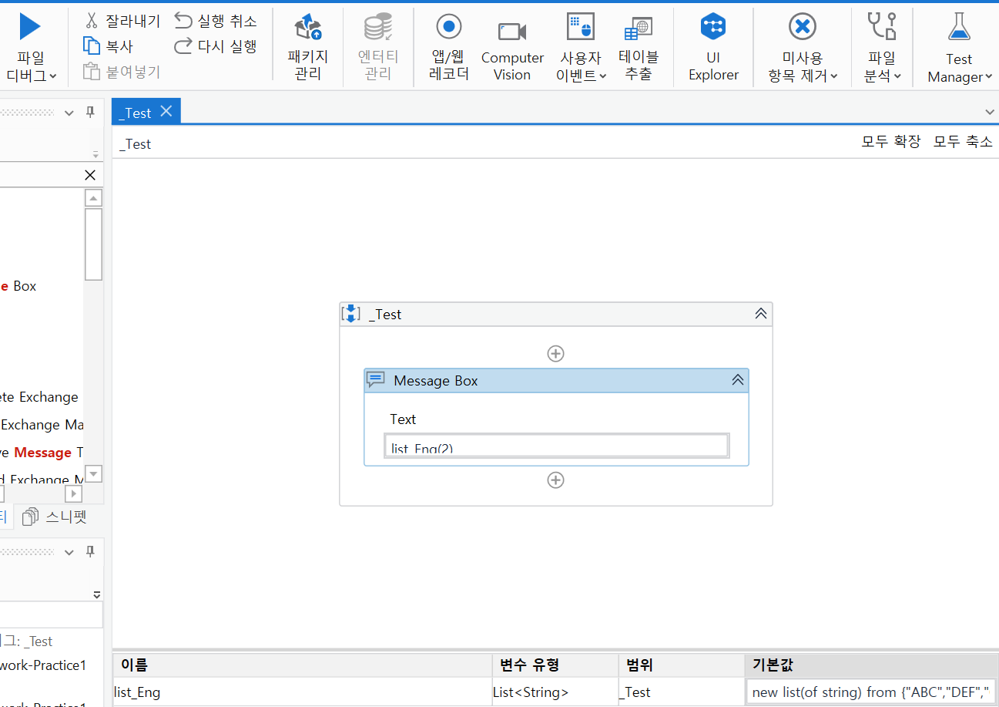 파일
디버그
잘라내기
복사
붙여넣기
실행 취소
다시 실행
패키지
관리
엔터티
관리
앱/웹
레코더
Computer
Vision
사용자
이벤트
테이블
추출
UI
Explorer
미사용
항목 제거
파일
분석
Test
Manager
_Test
_Test
모두 확장 모두 축소
e Box
ete Exchange
Exchange Ma
ve Message T
d Exchange M
스니펫
_Test
Message Box
Text
list_Eng(2)
그: _Test
work-Practice1
work-Practice1
이름 변수 유형 범위 기본값
list_Eng List<String> _Test new list(of string) from {"ABC","DEF","